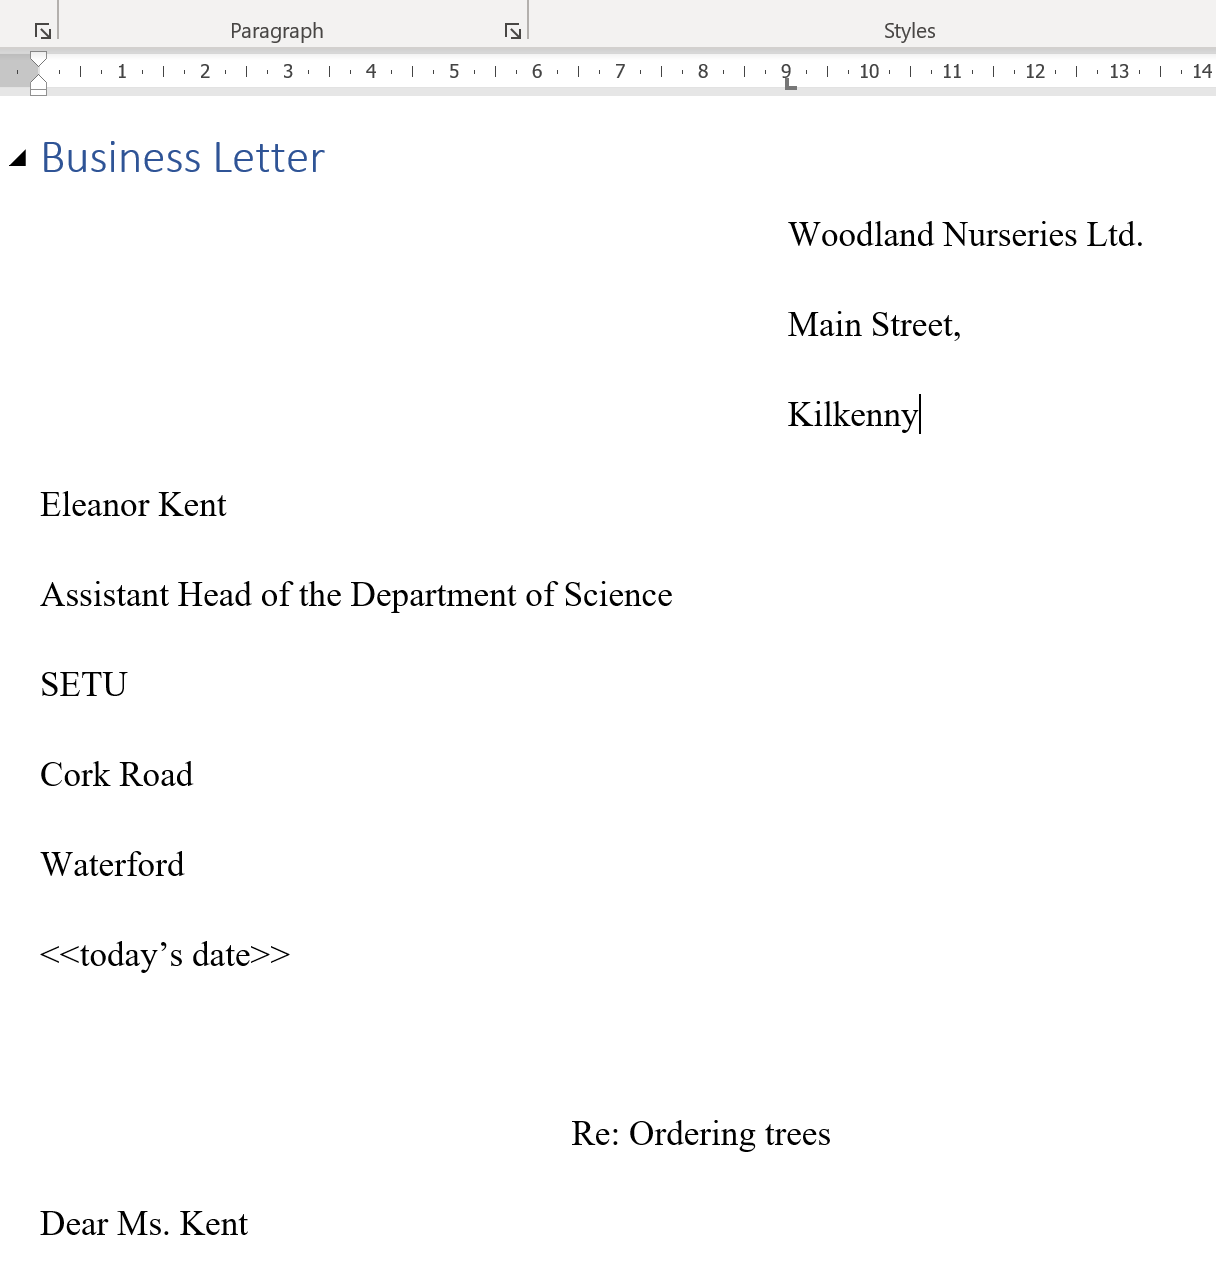 Paragraph Styles
1 2 3 4 5 6 7 8 9 10 11 12 13 14
Business Letter
Woodland Nurseries Ltd.
Main Street,
Kilkenny
Eleanor Kent
Assistant Head of the Department of Science
SETU
Cork Road
Waterford
<<today’s date>>
Re: Ordering trees
Dear Ms. Kent